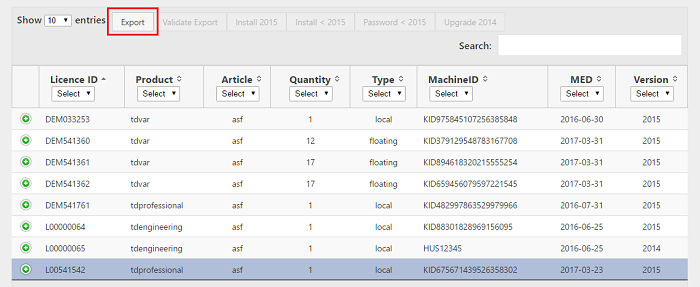 Show 10 entries Export Validate Export Install 2015 Install < 2015 Password < 2015 Upgrade 2014
Search:
Licence ID Product Article Quantity Type MachineID MED Version
Select Select Select Select Select Select Select Select
DEM033253 tdvar asf 1 local KID975845107256385848 2016-06-30 2015
DEM541360 tdvar asf 12 floating KID379129548783167708 2017-03-31 2015
DEM541361 tdvar asf 17 floating KID894618320215555254 2017-03-31 2015
DEM541362 tdvar asf 17 floating KID659456079597221545 2017-03-31 2015
DEM541761 tdprofessional asf 1 local KID482997863529979966 2016-07-31 2015
L00000064 tdengineering asf 1 local KID88301828969156095 2016-06-25 2015
L00000065 tdengineering asf 1 local HUS12345 2016-06-25 2014
L00541542 tdprofessional asf 1 local KID675671439526358302 2017-03-23 2015